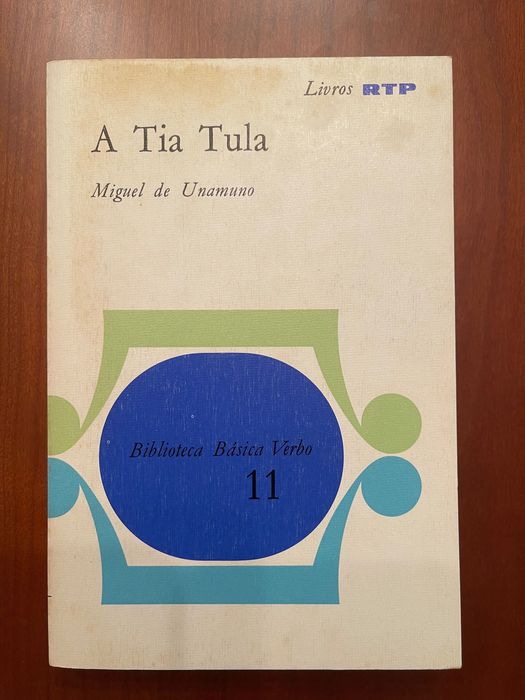 Livros RTP
A Tia Tula
Miguel de Unamuno
Biblioteca Básica Verbo
11